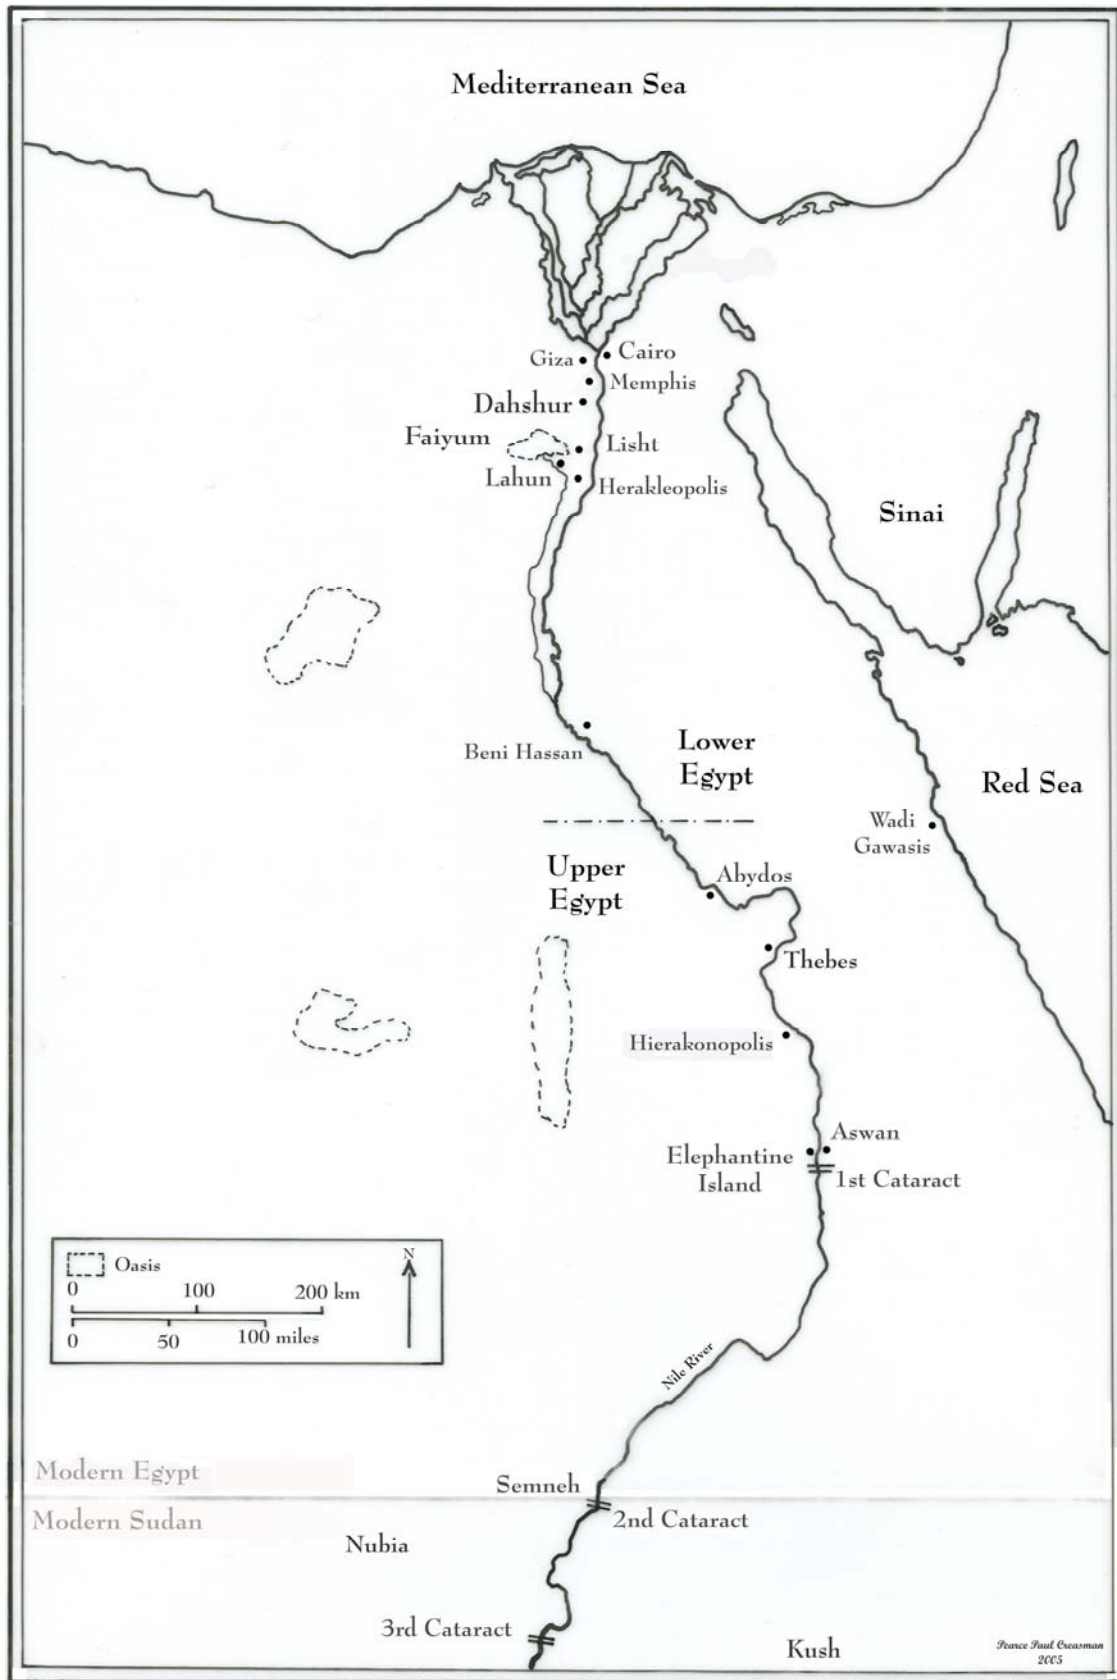 Mediterranean Sea
Giza
Cairo
Memphis
Dahshur
Faiyum
Lisht
Lahun
Herakleopolis
Sinai
Beni Hassan
Lower
Egypt
Red Sea
Wadi
Gawasis
Upper
Egypt
Abydos
Thebes
Hierakonopolis
Aswan
Elephantine
Island
1st Cataract
Oasis
N
0 100 200 km
0 50 100 miles
Nile River
Modern Egypt
Semneh
Modern Sudan
2nd Cataract
Nubia
3rd Cataract
Kush
Pearce Paul Creasman
2005